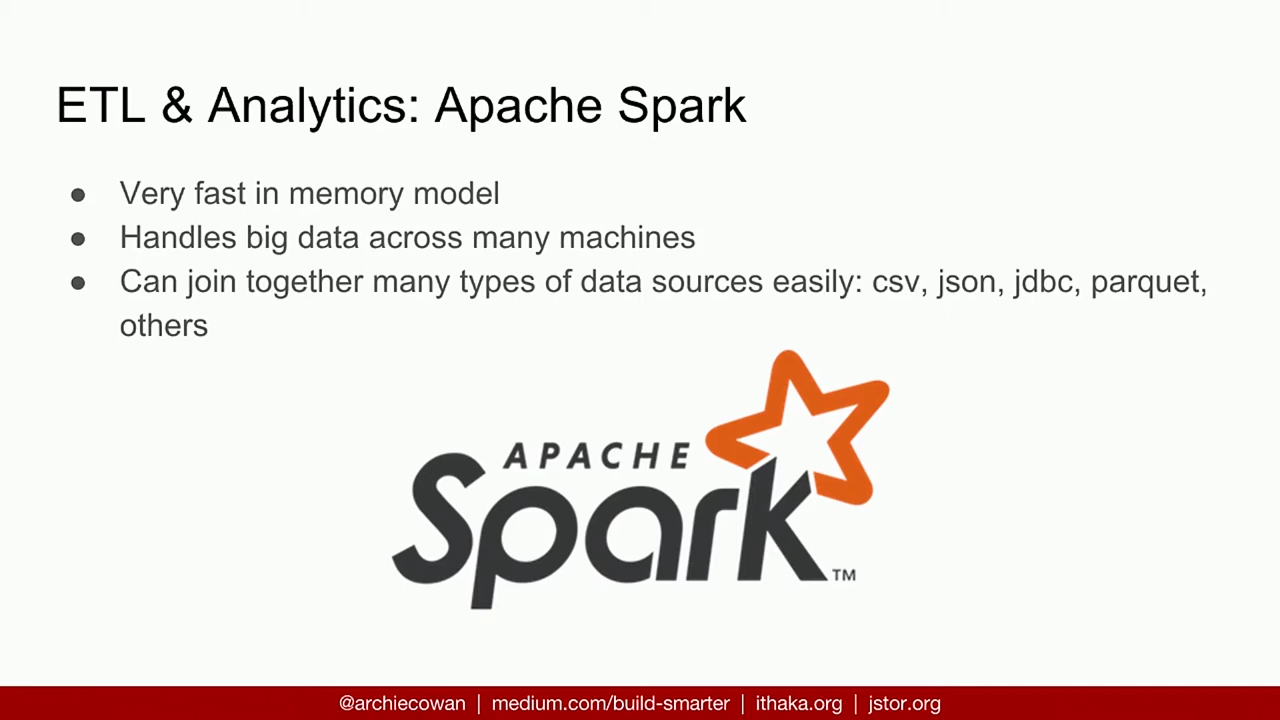 ETL & Analytics: Apache Spark
● Very fast in memory model
● Handles big data across many machines
● Can join together many types of data sources easily: csv, json, jdbc, parquet,
others
APACHE
Spark™
@archiecowan | medium.com/build-smarter | ithaka.org | jstor.org